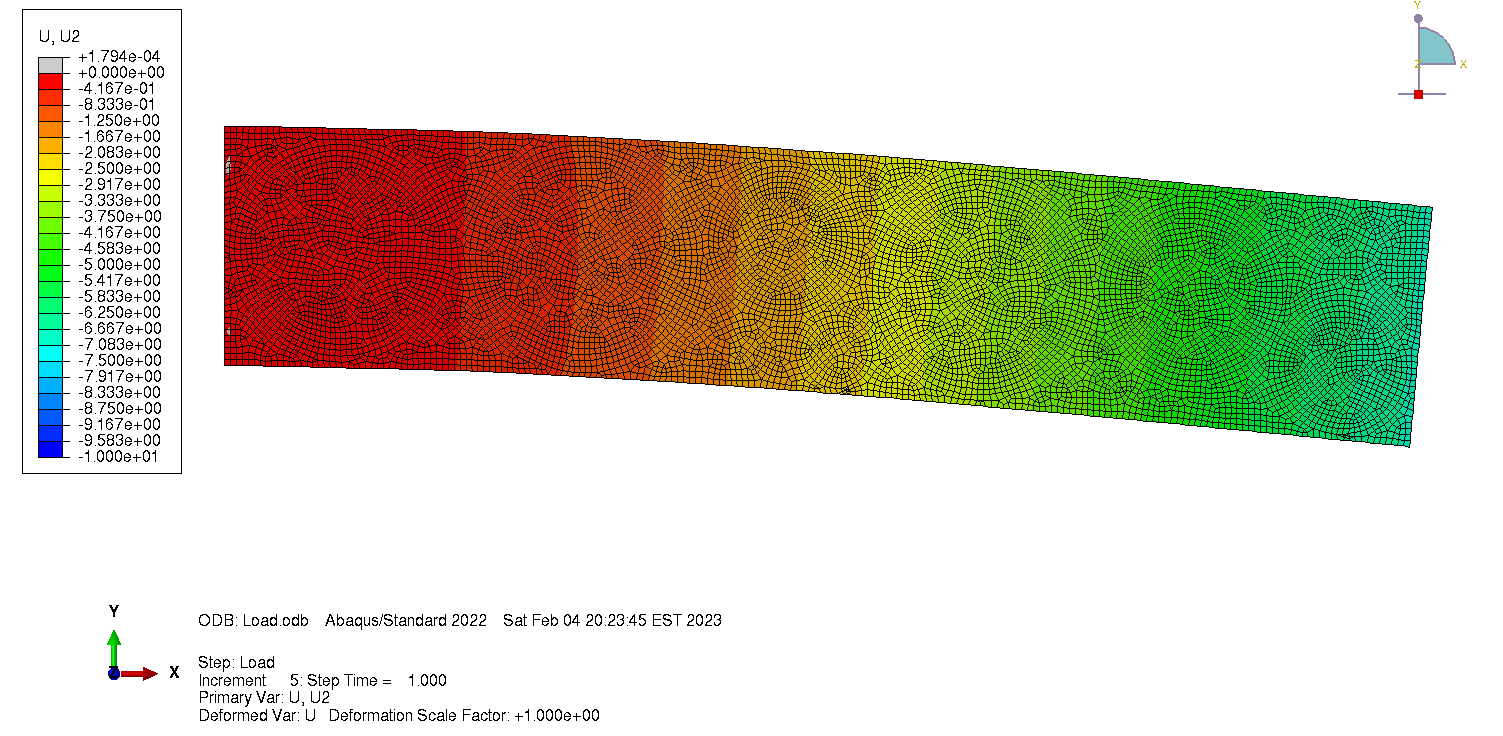 U, U2
+1.794e-04
+0.000e+00
-4.167e-01
-8.333e-01
-1.250e+00
-1.667e+00
-2.083e+00
-2.500e+00
-2.917e+00
-3.333e+00
-3.750e+00
-4.167e+00
-4.583e+00
-5.000e+00
-5.417e+00
-5.833e+00
-6.250e+00
-6.667e+00
-7.083e+00
-7.500e+00
-7.917e+00
-8.333e+00
-8.750e+00
-9.167e+00
-9.583e+00
-1.000e+01
Y
Z X
Y
Z X
ODB: Load.odb Abaqus/Standard 2022 Sat Feb 04 20:23:45 EST 2023
Step: Load
Increment 5: Step Time = 1.000
Primary Var: U, U2
Deformed Var: U Deformation Scale Factor: +1.000e+00